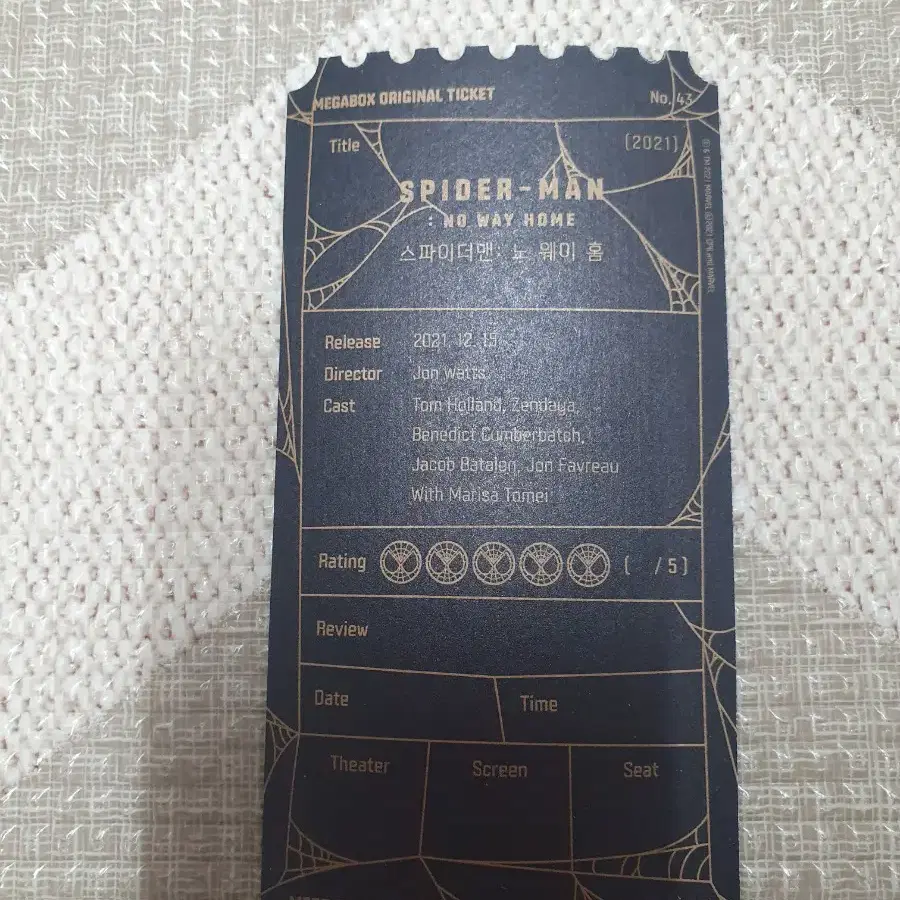 MEGABOX ORIGINAL TICKET No. 43
Title (2021)
SPIDER-MAN
: NO WAY HOME
스파이더맨: 노 웨이 홈
Release 2021. 12. 15
Director Jon Watts
Cast Tom Holland, Zendaya,
Benedict Cumberbatch,
Jacob Batalon, Jon Favreau
With Marisa Tomei
Rating ( /5)
Review
Date Time
Theater Screen Seat